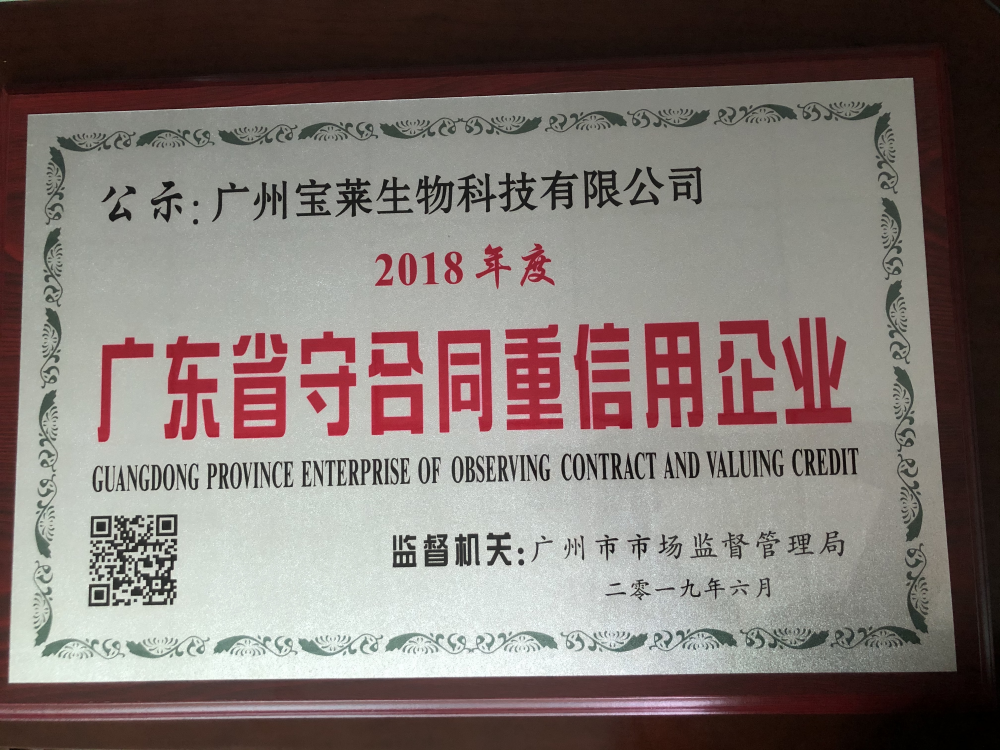 公示:广州宝莱生物科技有限公司
2018年度
广东省守合同重信用企业
GUANGDONG PROVINCE ENTERPRISE OF OBSERVING CONTRACT AND VALUING CREDIT
监督机关:广州市市场监督管理局
二零一九年六月